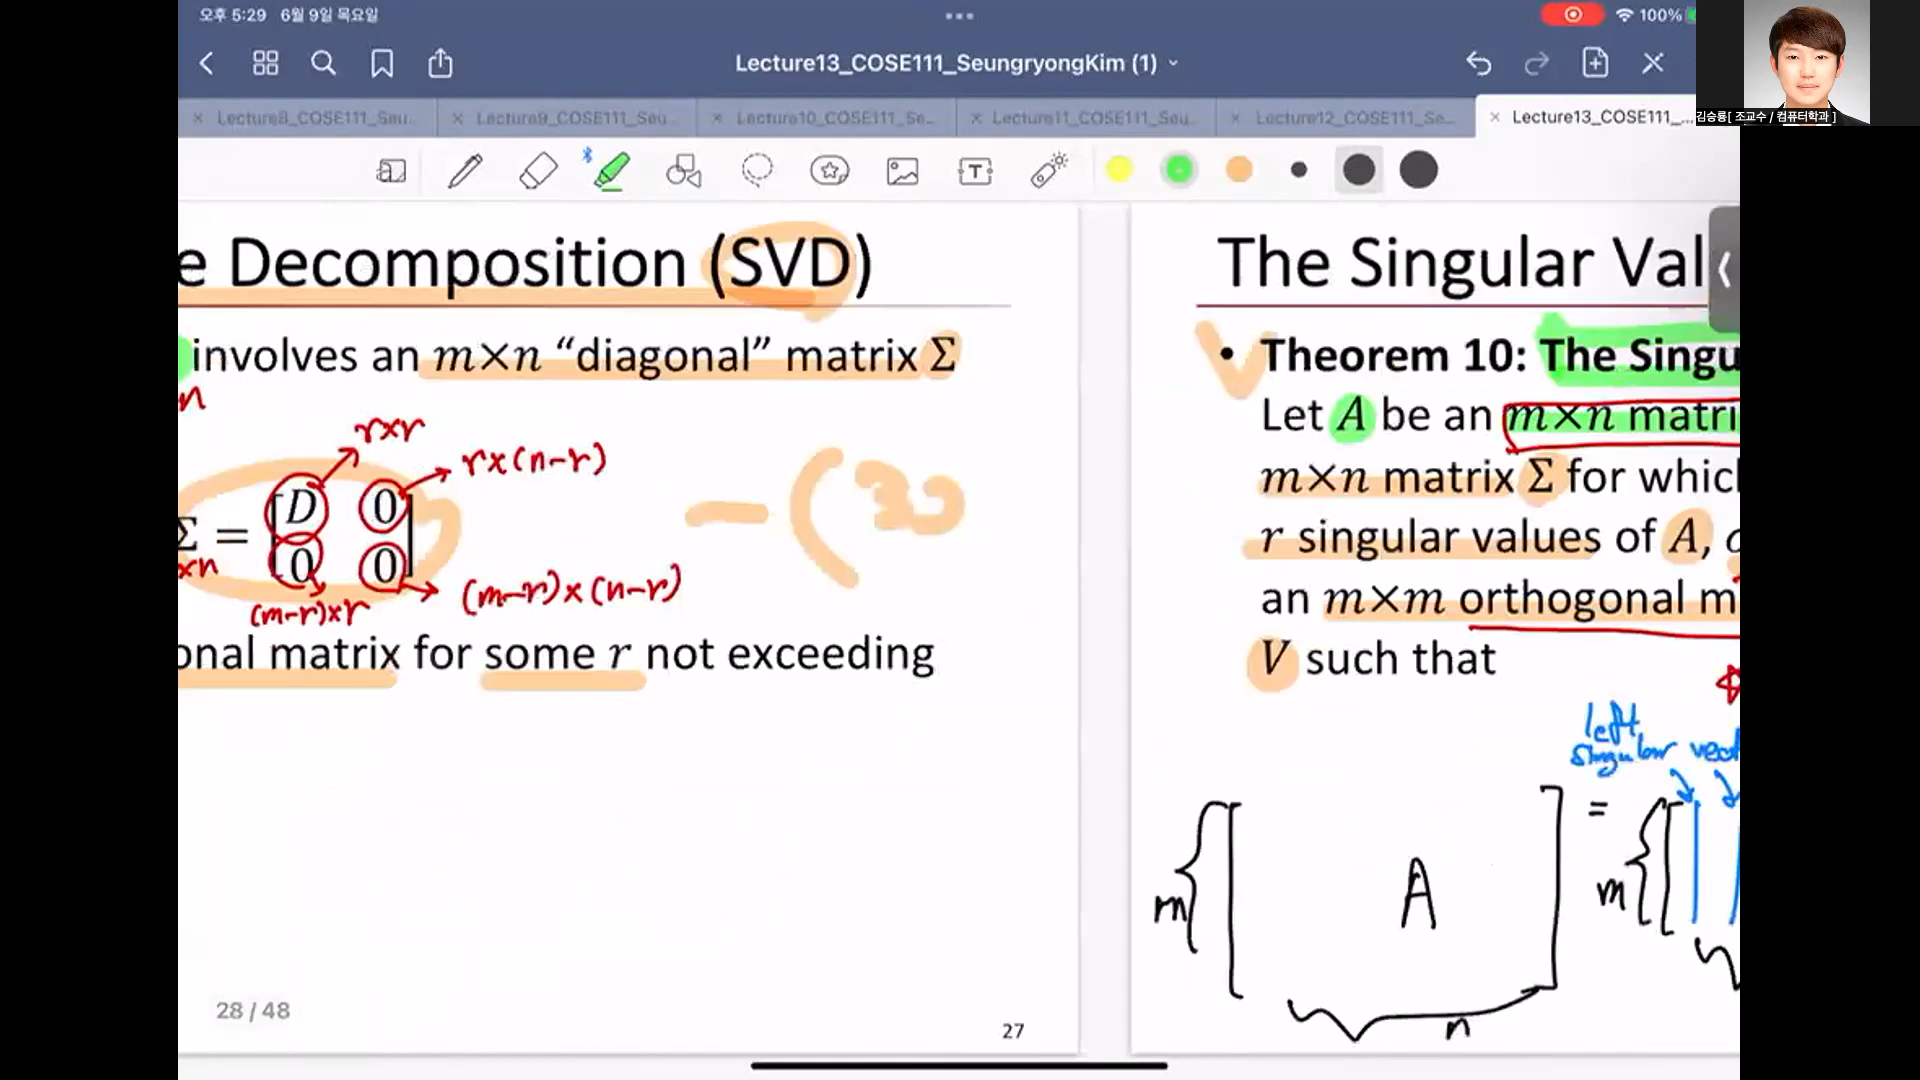 오후 5:29 6월 9일 목요일
100%
Lecture13_COSE111_SeungryongKim (1)
Lecture8_COSE111_Seu...
Lecture9_COSE111_Seu...
Lecture10_COSE111_Se...
Lecture11_COSE111_Seu...
Lecture12_COSE111_Se...
Lecture13_COSE111_...
김승룡[ 조교수 / 컴퓨터학과 ]
e Decomposition (SVD)
involves an m×n “diagonal” matrix Σ
n
r×r
r×(n-r)
Σ = [D 0
0 0]
×n
(m-r)×r
(m-r)×(n-r)
onal matrix for some r not exceeding
28 / 48
27
The Singular Val
• Theorem 10: The Singu
Let A be an m×n matri
m×n matrix Σ for which
r singular values of A,
an m×m orthogonal m
V such that
left
singular vect
m [ A ] = m [
n